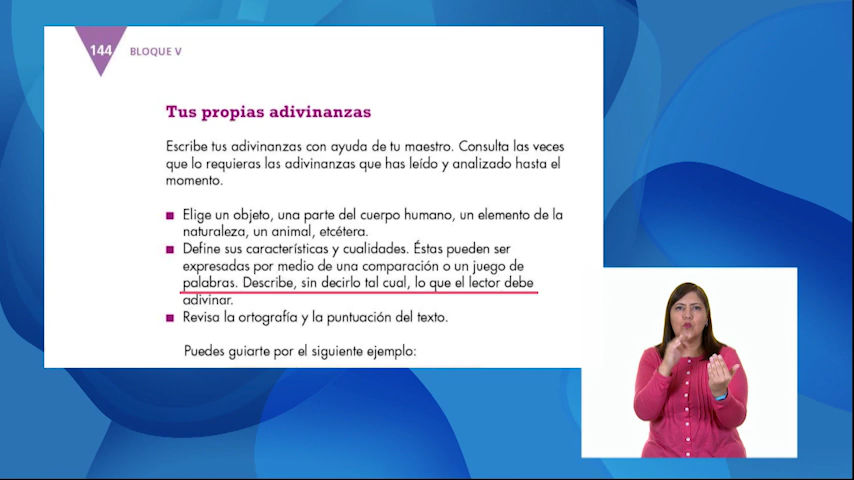 144 BLOQUE V
Tus propias adivinanzas
Escribe tus adivinanzas con ayuda de tu maestro. Consulta las veces
que lo requieras las adivinanzas que has leído y analizado hasta el
momento.
■ Elige un objeto, una parte del cuerpo humano, un elemento de la
naturaleza, un animal, etcétera.
■ Define sus características y cualidades. Éstas pueden ser
expresadas por medio de una comparación o un juego de
palabras. Describe, sin decirlo tal cual, lo que el lector debe
adivinar.
■ Revisa la ortografía y la puntuación del texto.
Puedes guiarte por el siguiente ejemplo: